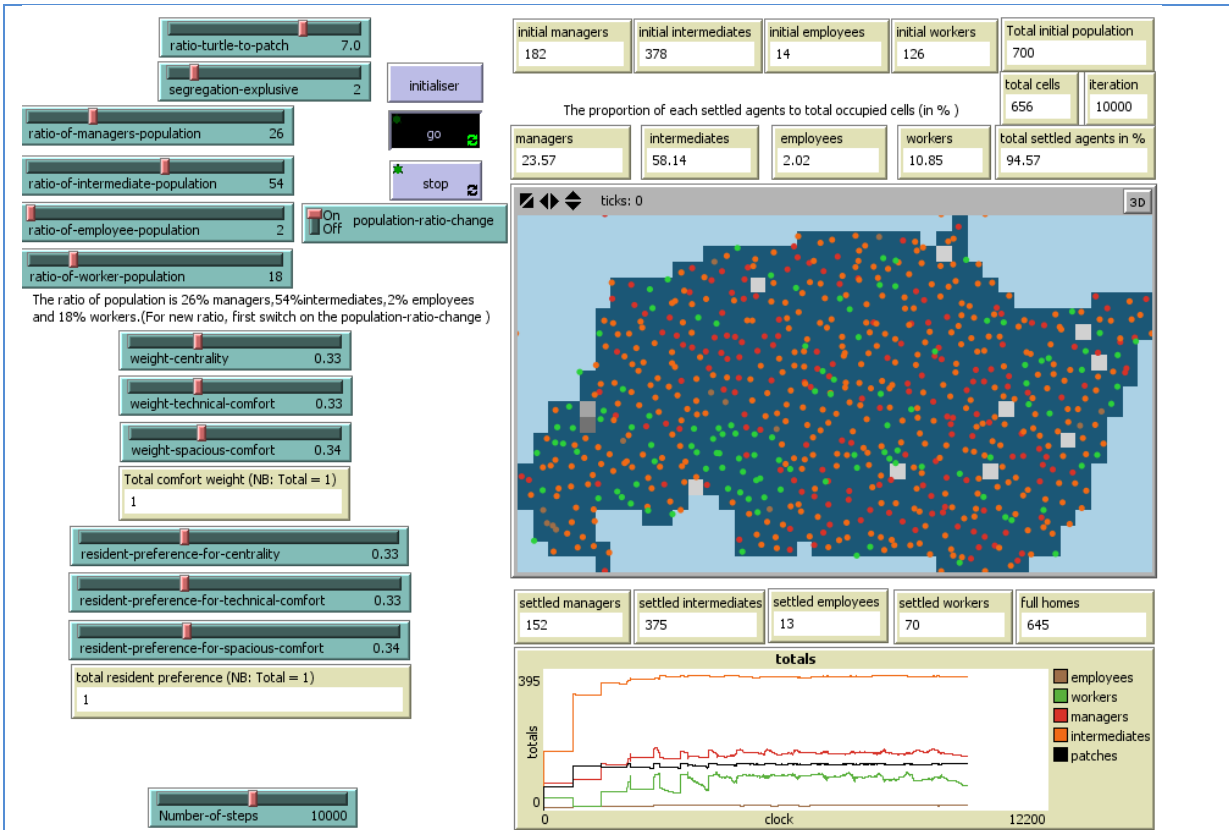 ratio-turtle-to-patch 7.0
segregation-explusive 2
initialiser
ratio-of-managers-population 26
go
ratio-of-intermediate-population 54
stop
ratio-of-employee-population 2
On
Off
population-ratio-change
ratio-of-worker-population 18
The ratio of population is 26% managers,54%intermediates,2% employees
and 18% workers.(For new ratio, first switch on the population-ratio-change )
weight-centrality 0.33
weight-technical-comfort 0.33
weight-spacious-comfort 0.34
Total comfort weight (NB: Total = 1)
1
resident-preference-for-centrality 0.33
resident-preference-for-technical-comfort 0.33
resident-preference-for-spacious-comfort 0.34
total resident preference (NB: Total = 1)
1
Number-of-steps 10000
initial managers
182
initial intermediates
378
initial employees
14
initial workers
126
Total initial population
700
total cells
656
iteration
10000
The proportion of each settled agents to total occupied cells (in % )
managers
23.57
intermediates
58.14
employees
2.02
workers
10.85
total settled agents in %
94.57
ticks: 0
3D
settled managers
152
settled intermediates
375
settled employees
13
settled workers
70
full homes
645
totals
395
totals
0
0
clock
12200
employees
workers
managers
intermediates
patches